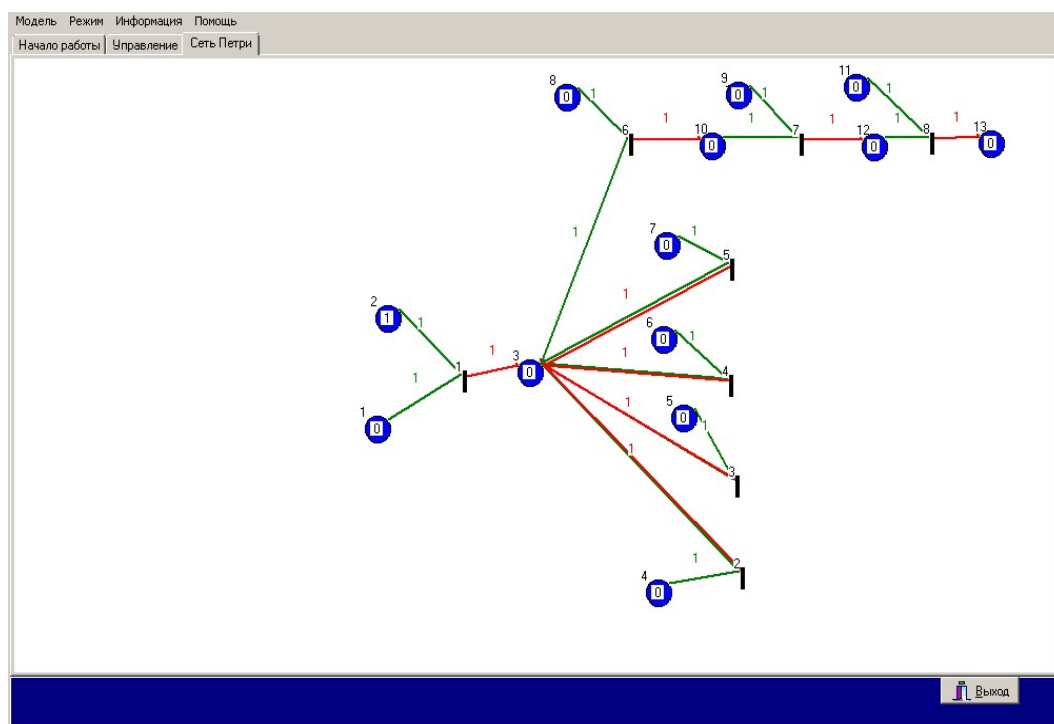 Модель Режим Информация Помощь
Начало работы Управление Сеть Петри
8 0 1
9 0 1
11 0 1
6 1 10 0 1 7 1 12 0 1 8 1 13 0
1
7 0 1
5
1
2 1 1
6 0 1
1 3 0 1 4
1
1 0
5 0 1
1
3
1
2
1
4 0
Выход